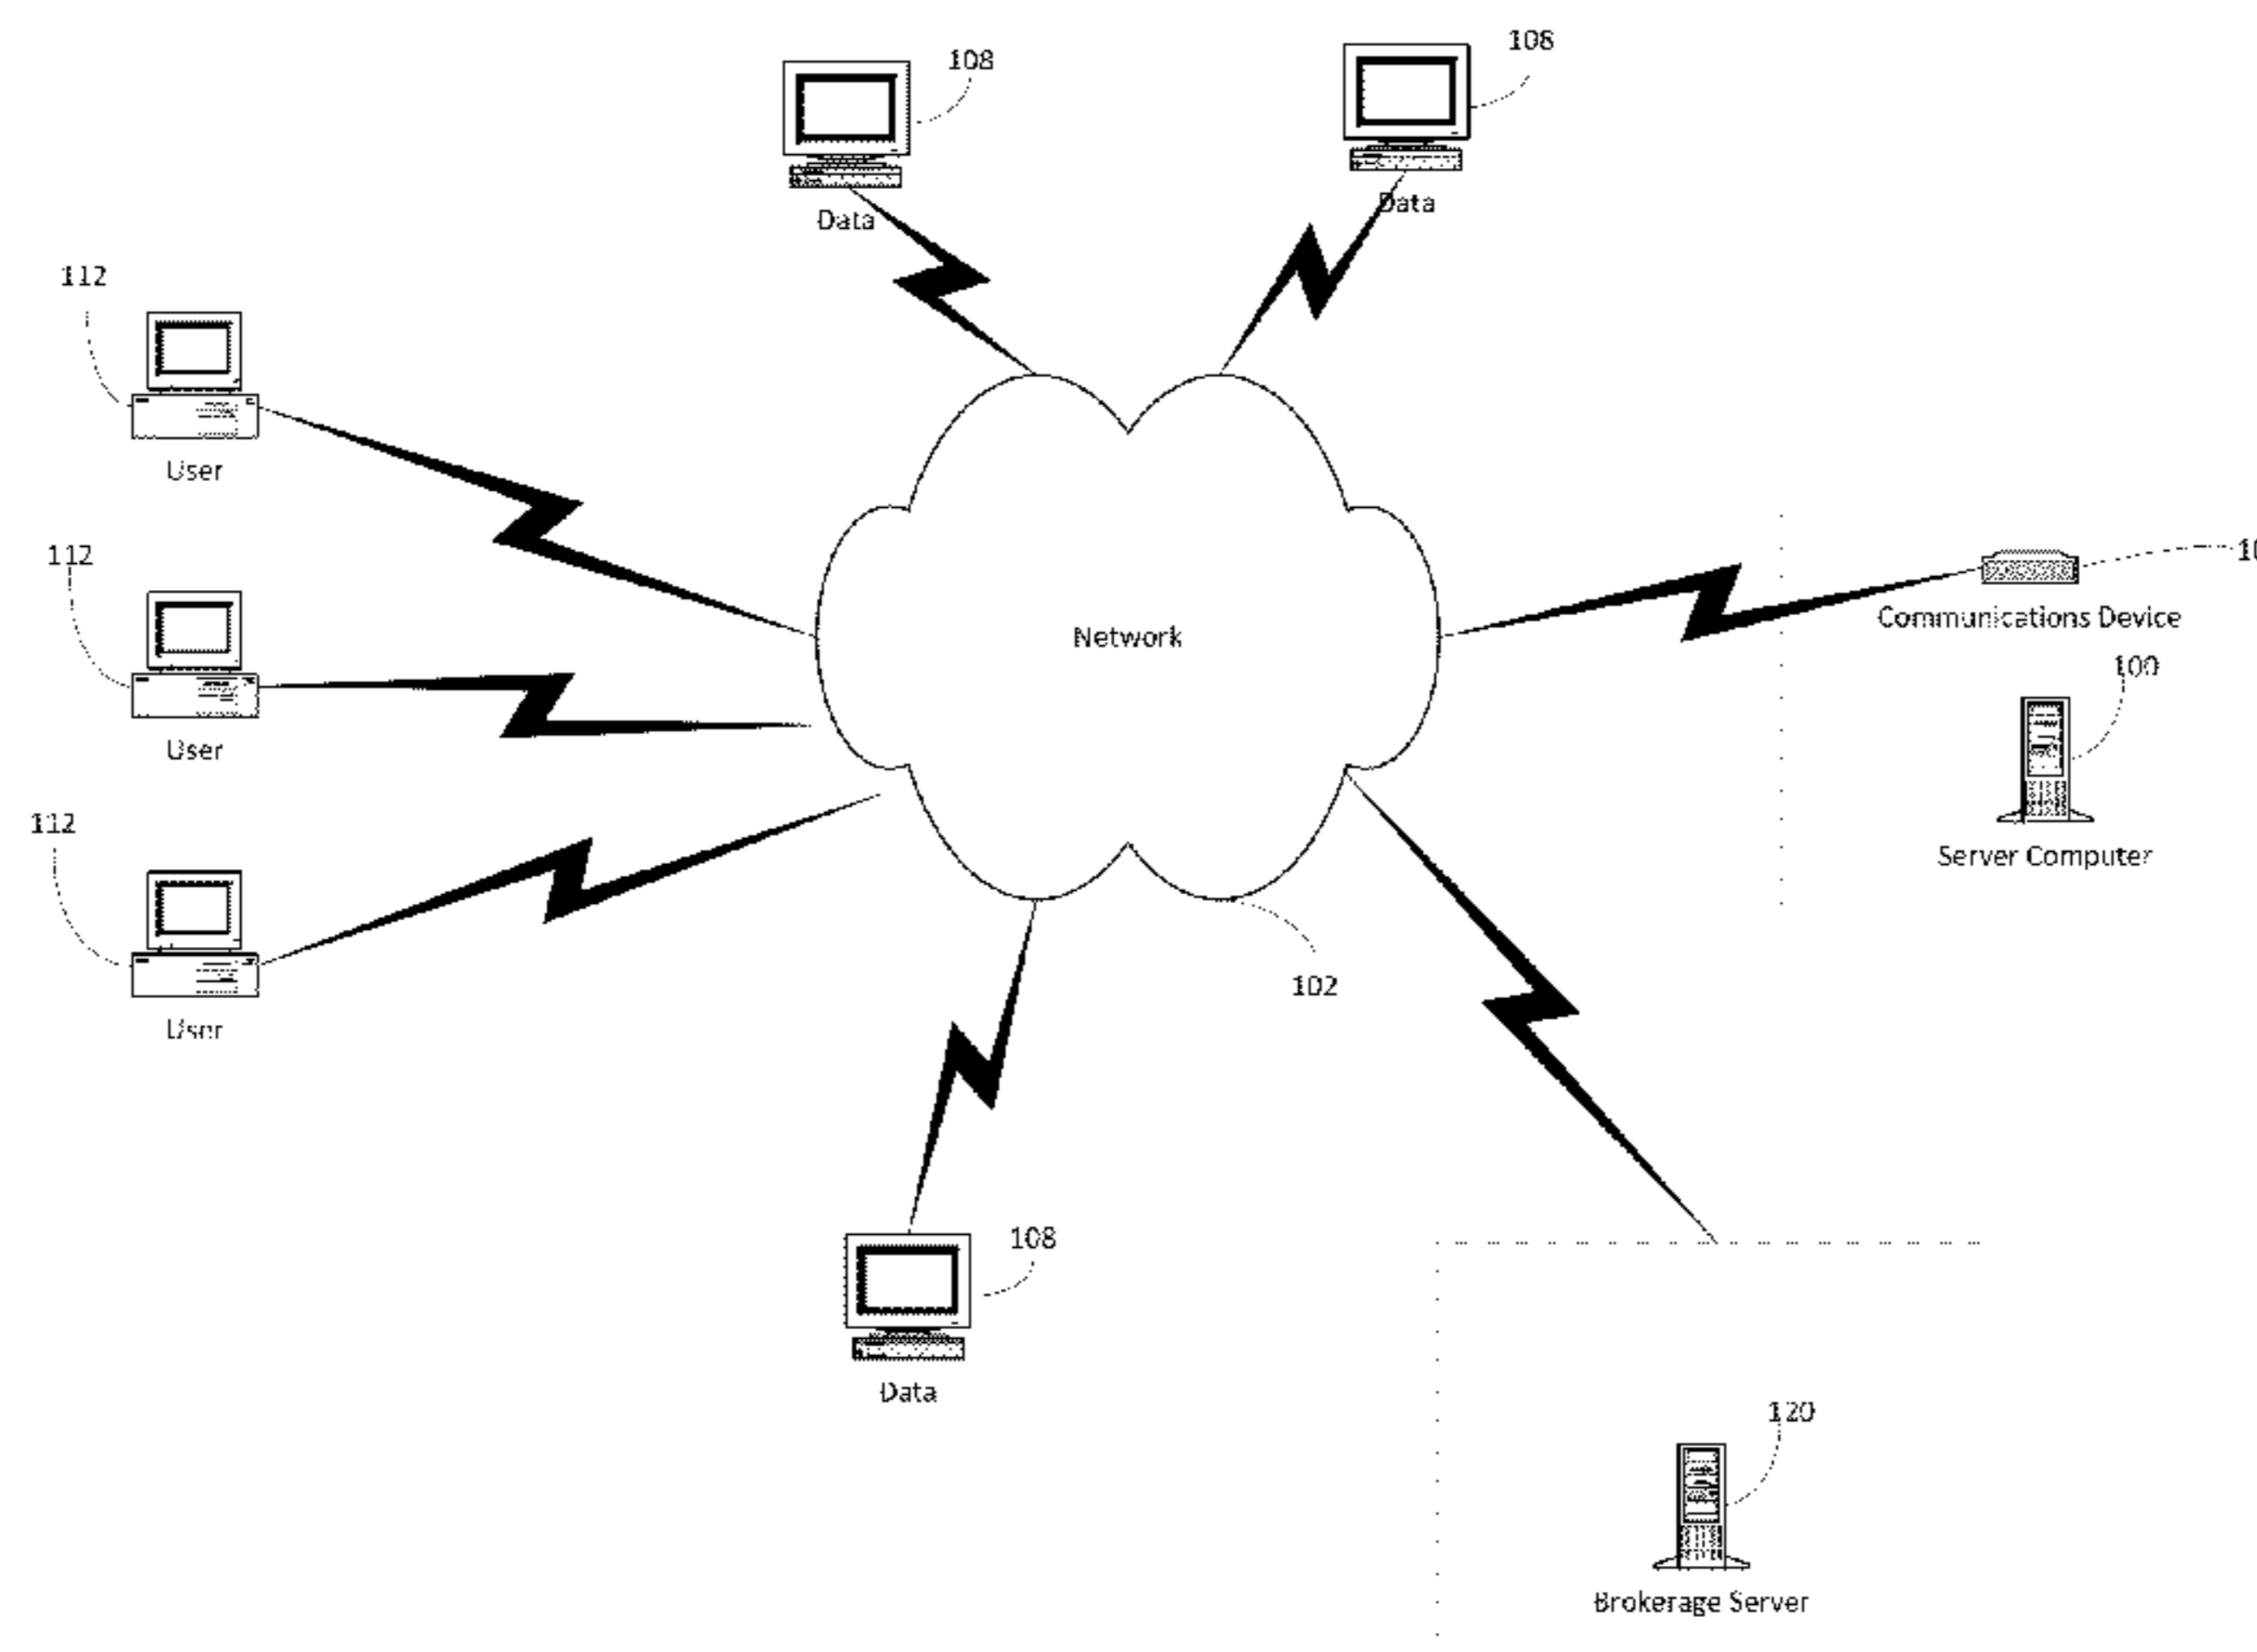 108
108
Data
Data
112
User
112
User
112
User
Network
Communications Device
100
Server Computer
102
108
Data
120
Brokerage Server